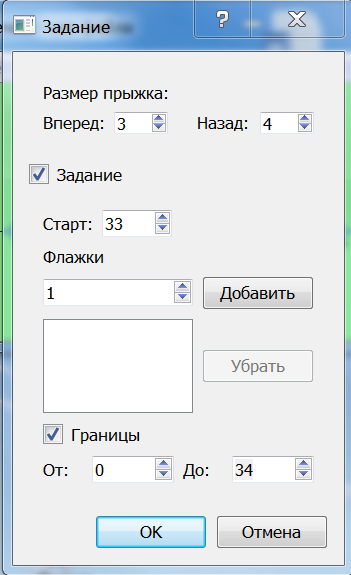 Задание
Размер прыжка:
Вперед: 3 Назад: 4
Задание
Старт: 33
Флажки
1 Добавить
Убрать
Границы
От: 0 До: 34
OK Отмена